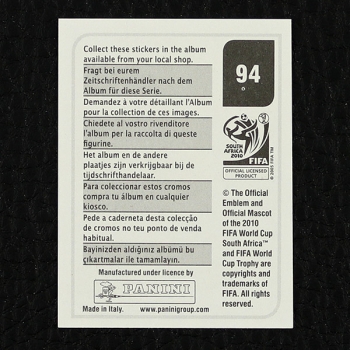 Collect these stickers in the album
available from your local shop.
Fragt bei eurem
Zeitschriftenhändler nach dem
Album für diese Serie.
Demandez à votre détaillant l'Album
pour la collection de ces images.
Chiedete al vostro rivenditore
l'album per la raccolta di queste
figurine.
Het album en de andere
plaatjes zijn verkrijgbaar bij de
tijdschrifthandelaar.
Para coleccionar estos cromos
compra tu álbum en cualquier
kiosco.
Pede a caderneta desta colecção
de cromos no teu ponto de venda
habitual.
Bayinizden aldığınız albümü bu
çıkartmalar ile tamamlayın.
Manufactured under licence by
PANINI
Made in Italy. www.paninigroup.com
94
SOUTH AFRICA
2010
FIFA
OFFICIAL LICENSED
PRODUCT
© 2005 FIFA TM
© The Official
Emblem and
Official Mascot
of the 2010
FIFA World Cup
South Africa™
and FIFA World
Cup Trophy are
copyrights and
trademarks of
FIFA. All rights
reserved.